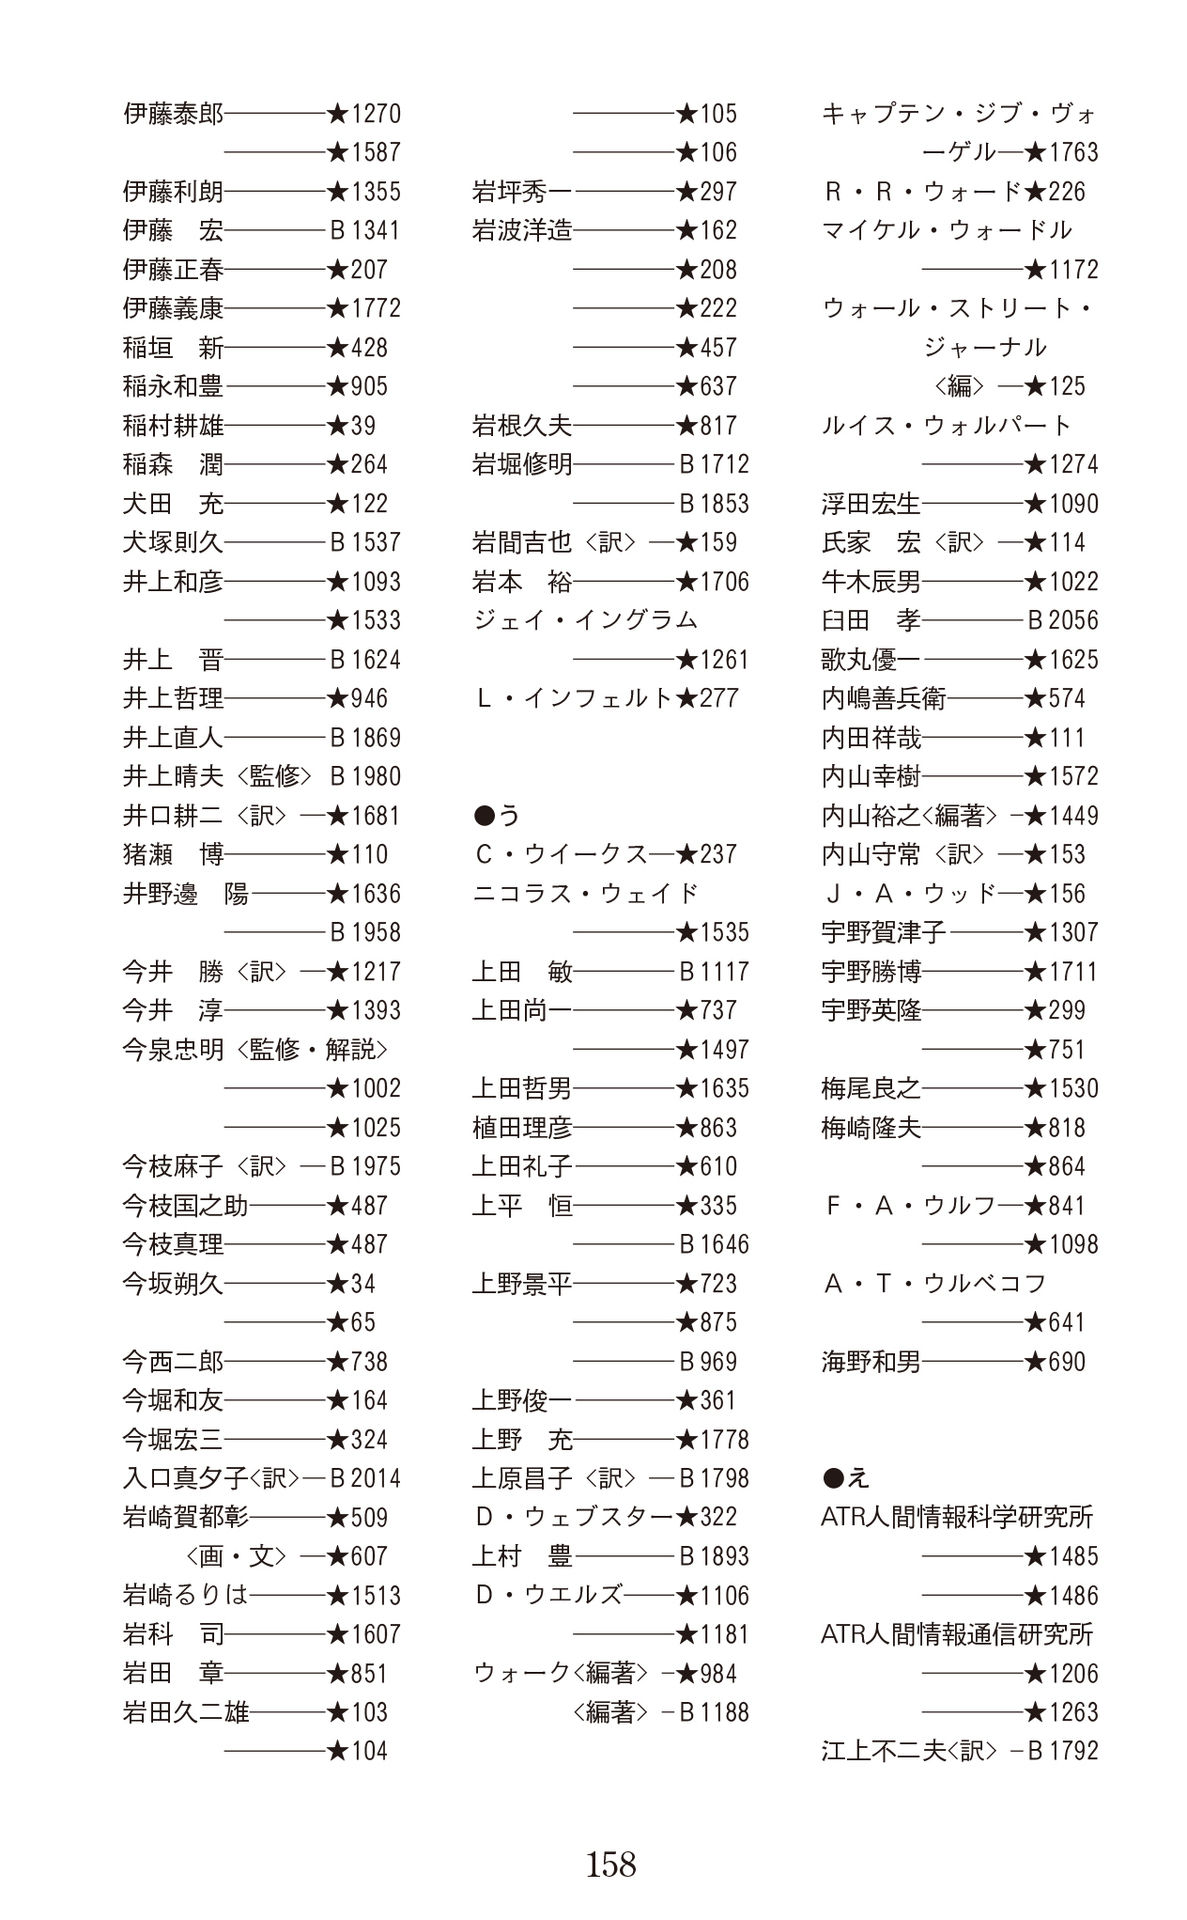 伊藤泰郎――――★1270
――――★1587
伊藤利朗――――★1355
伊藤　宏――――B1341
伊藤正春――――★207
伊藤義康――――★1772
稲垣　新――――★428
稲永和豊――――★905
稲村耕雄――――★39
稲森　潤――――★264
犬田　充――――★122
犬塚則久――――B1537
井上和彦――――★1093
――――★1533
井上　晋――――B1624
井上哲理――――★946
井上直人――――B1869
井上晴夫〈監修〉 B1980
井口耕二〈訳〉―★1681
猪瀬　博――――★110
井野邊　陽―――★1636
――――B1958
今井　勝〈訳〉―★1217
今井　淳――――★1393
今泉忠明〈監修・解説〉
――――★1002
――――★1025
今枝麻子〈訳〉―B1975
今枝国之助―――★487
今枝真理――――★487
今坂朔久――――★34
――――★65
今西二郎――――★738
今堀和友――――★164
今堀宏三――――★324
入口真夕子〈訳〉―B2014
岩崎賀都彰―――★509
〈画・文〉―★607
岩崎るりは―――★1513
岩科　司――――★1607
岩田　章――――★851
岩田久二雄―――★103
――――★104
――――★105
――――★106
岩坪秀一――――★297
岩波洋造――――★162
――――★208
――――★222
――――★457
――――★637
岩根久夫――――★817
岩堀修明――――B1712
――――B1853
岩間吉也〈訳〉―★159
岩本　裕――――★1706
ジェイ・イングラム
――――★1261
L・インフェルト★277
●う
C・ウイークス―★237
ニコラス・ウェイド
――――★1535
上田　敏――――B1117
上田尚一――――★737
――――★1497
上田哲男――――★1635
植田理彦――――★863
上田礼子――――★610
上平　恒――――★335
――――B1646
上野景平――――★723
――――★875
――――B969
上野俊一――――★361
上野　充――――★1778
上原昌子〈訳〉―B1798
D・ウェブスター★322
上村　豊――――B1893
D・ウエルズ――★1106
――――★1181
ウォーク〈編著〉–★984
〈編著〉–B1188
キャプテン・ジブ・ヴォ
ーゲル―★1763
R・R・ウォード★226
マイケル・ウォードル
――――★1172
ウォール・ストリート・
ジャーナル
〈編〉―★125
ルイス・ウォルパート
――――★1274
浮田宏生――――★1090
氏家　宏〈訳〉―★114
牛木辰男――――★1022
臼田　孝――――B2056
歌丸優一――――★1625
内嶋善兵衛―――★574
内田祥哉――――★111
内山幸樹――――★1572
内山裕之〈編著〉–★1449
内山守常〈訳〉―★153
J・A・ウッド―★156
宇野賀津子―――★1307
宇野勝博――――★1711
宇野英隆――――★299
――――★751
梅尾良之――――★1530
梅崎隆夫――――★818
――――★864
F・A・ウルフ―★841
――――★1098
A・T・ウルベコフ
――――★641
海野和男――――★690
●え
ATR人間情報科学研究所
――――★1485
――――★1486
ATR人間情報通信研究所
――――★1206
――――★1263
江上不二夫〈訳〉–B1792
158